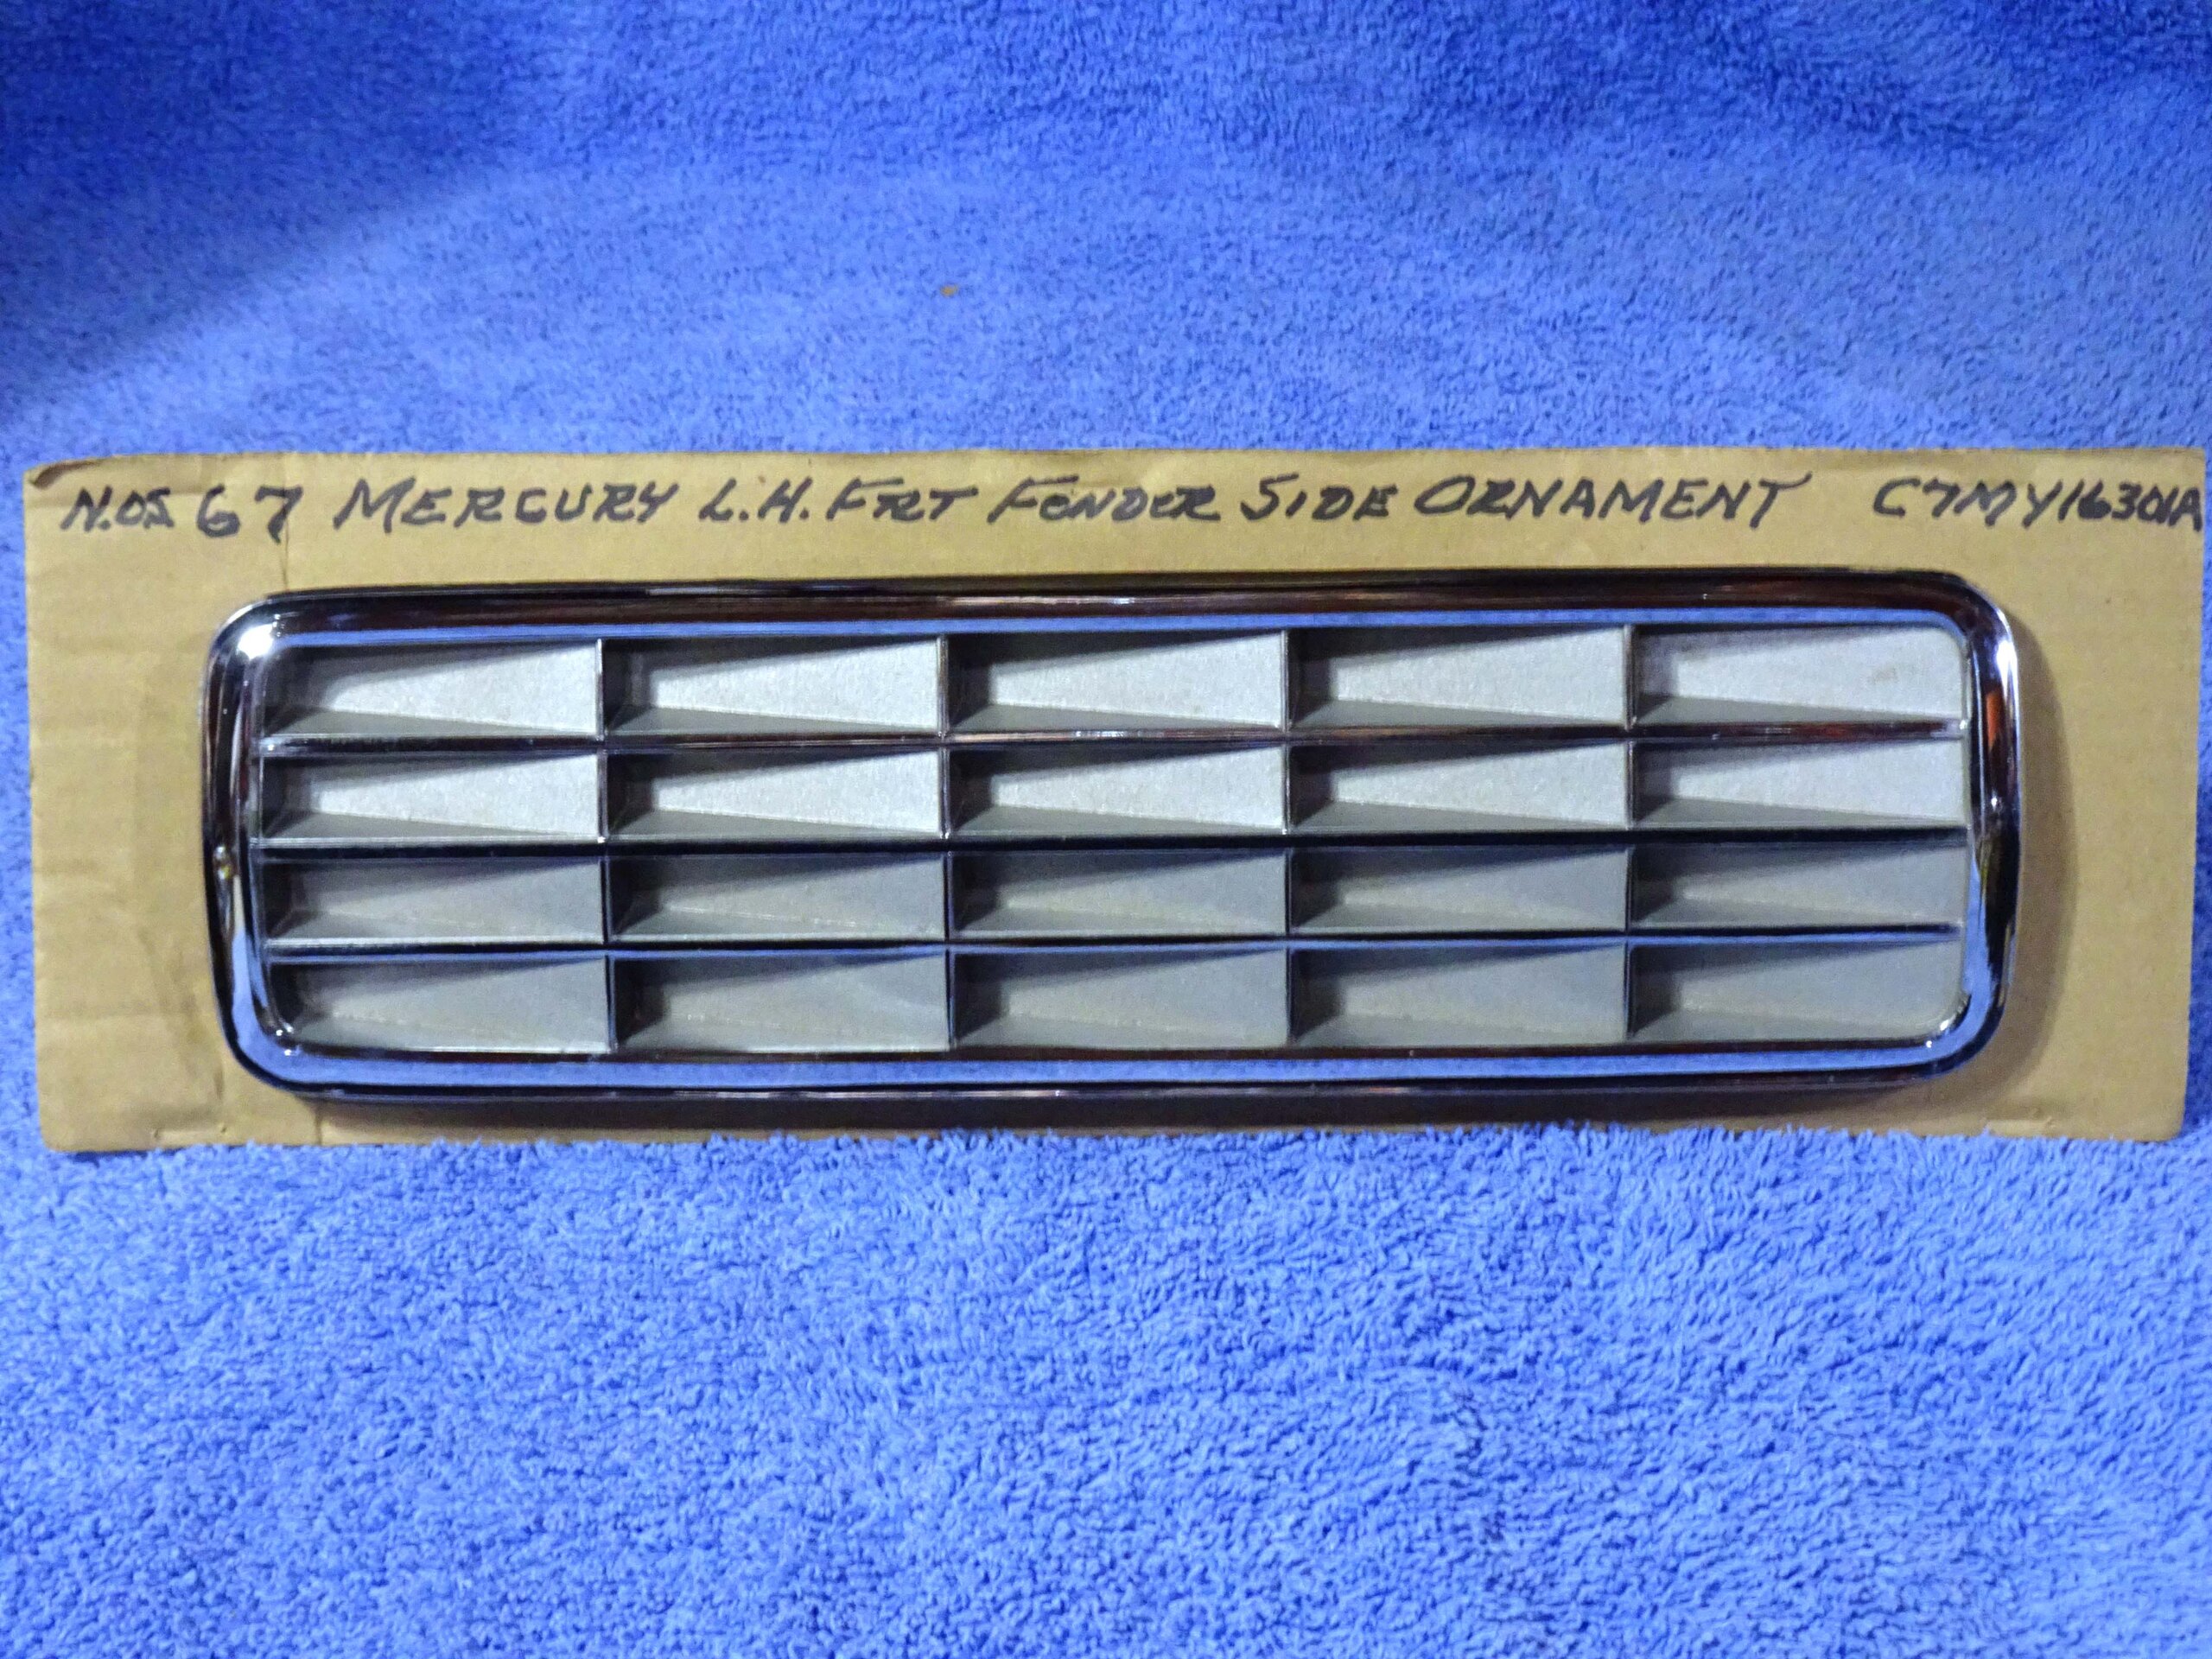 N.O.S 67 MERCURY L.H. FRT FENDER SIDE ORNAMENT C7MY16301A